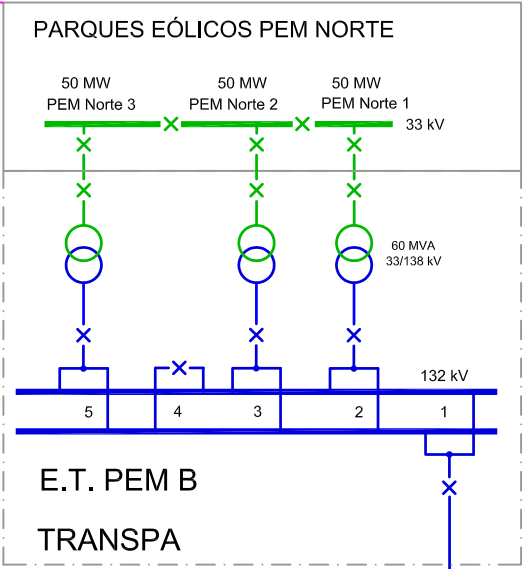 PARQUES EÓLICOS PEM NORTE
50 MW 50 MW 50 MW
PEM Norte 3 PEM Norte 2 PEM Norte 1
33 kV
60 MVA
33/138 kV
132 kV
5 4 3 2 1
E.T. PEM B
TRANSPA